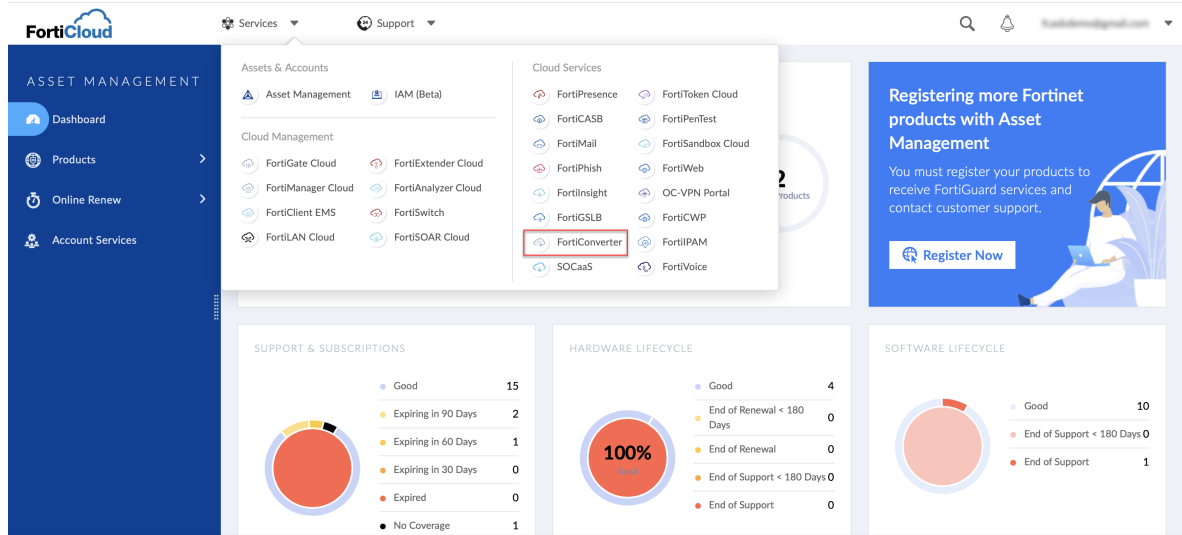 FortiCloud
Services
Support
ASSET MANAGEMENT
Dashboard
Products
Online Renew
Account Services
Assets & Accounts
Asset Management
IAM (Beta)
Cloud Management
FortiGate Cloud
FortiExtender Cloud
FortiManager Cloud
FortiAnalyzer Cloud
FortiClient EMS
FortiSwitch
FortiLAN Cloud
FortiSOAR Cloud
Cloud Services
FortiPresence
FortiToken Cloud
FortiCASB
FortiPenTest
FortiMail
FortiSandbox Cloud
FortiPhish
FortiWeb
FortiInsight
OC-VPN Portal
FortiGSLB
FortiCWP
FortiConverter
FortiIPAM
SOCaaS
FortiVoice
2
Products
Registering more Fortinet
products with Asset
Management
You must register your products to
receive FortiGuard services and
contact customer support.
Register Now
SUPPORT & SUBSCRIPTIONS
Good 15
Expiring in 90 Days 2
Expiring in 60 Days 1
Expiring in 30 Days 0
Expired 0
No Coverage 1
HARDWARE LIFECYCLE
100%
Good
Good 4
End of Renewal < 180
Days 0
End of Renewal 0
End of Support < 180 Days 0
End of Support 0
SOFTWARE LIFECYCLE
Good 10
End of Support < 180 Days 0
End of Support 1